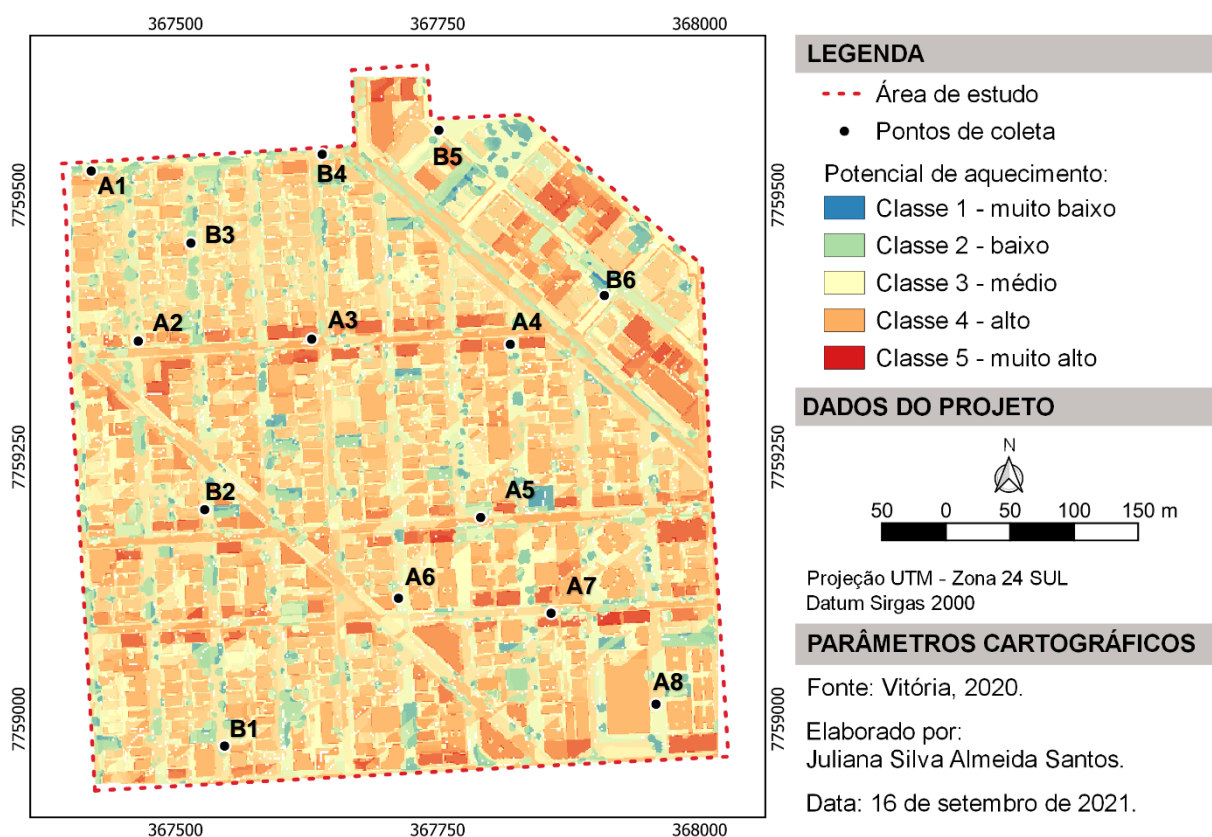 367500 367750 368000
7759500
7759250
7759000
A1
B4
B5
B3
B6
A2
A3
A4
B2
A5
A6
A7
A8
B1
7759500
7759250
7759000
367500 367750 368000
LEGENDA
Área de estudo
Pontos de coleta
Potencial de aquecimento:
Classe 1 - muito baixo
Classe 2 - baixo
Classe 3 - médio
Classe 4 - alto
Classe 5 - muito alto
DADOS DO PROJETO
N
50 0 50 100 150 m
Projeção UTM - Zona 24 SUL
Datum Sirgas 2000
PARÂMETROS CARTOGRÁFICOS
Fonte: Vitória, 2020.
Elaborado por:
Juliana Silva Almeida Santos.
Data: 16 de setembro de 2021.